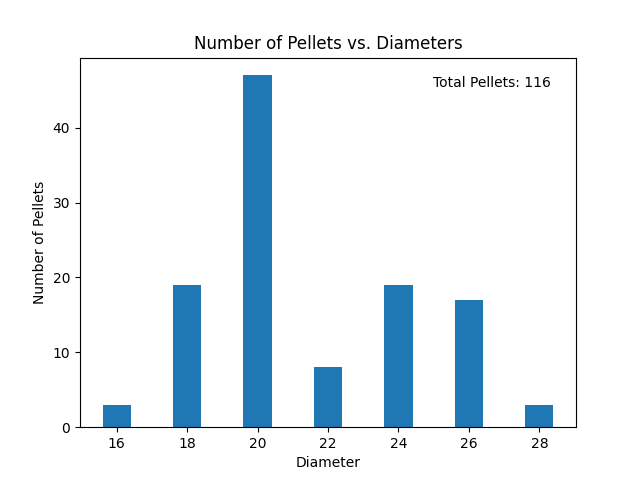 Number of Pellets vs. Diameters
Total Pellets: 116
Number of Pellets
40
30
20
10
0
16 18 20 22 24 26 28
Diameter